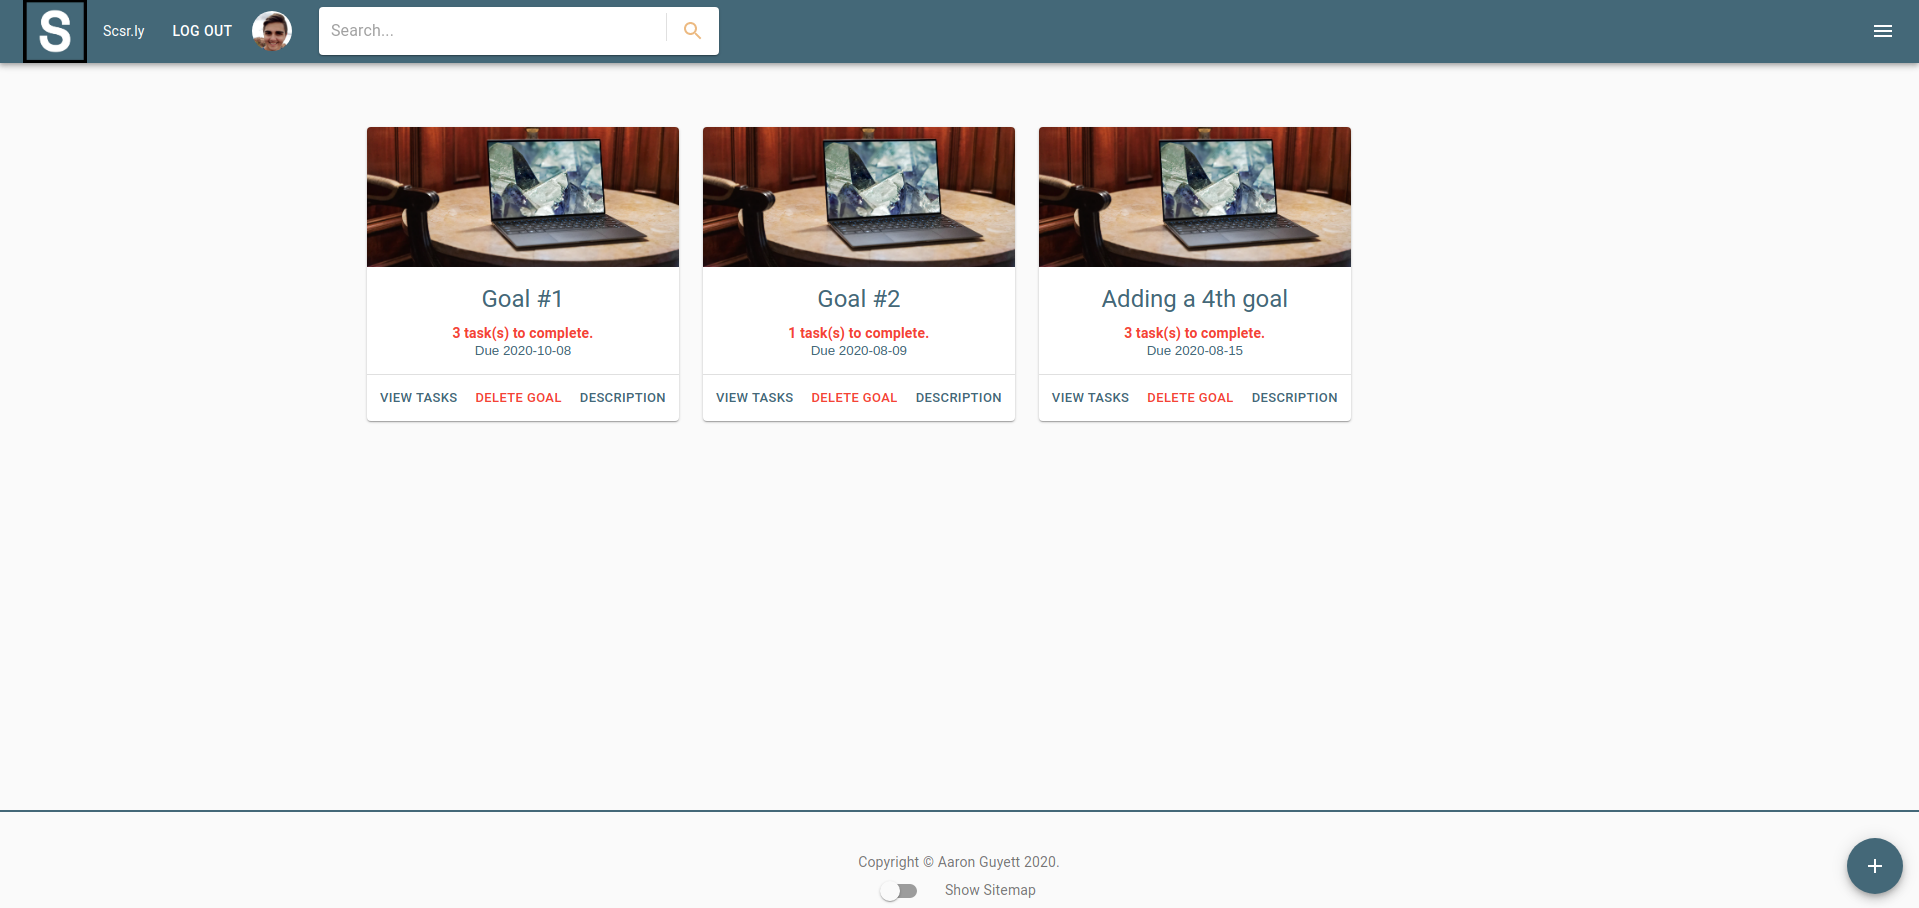 S
Scsr.ly
LOG OUT
Search...
Goal #1
3 task(s) to complete.
Due 2020-10-08
VIEW TASKS DELETE GOAL DESCRIPTION
Goal #2
1 task(s) to complete.
Due 2020-08-09
VIEW TASKS DELETE GOAL DESCRIPTION
Adding a 4th goal
3 task(s) to complete.
Due 2020-08-15
VIEW TASKS DELETE GOAL DESCRIPTION
Copyright © Aaron Guyett 2020.
Show Sitemap